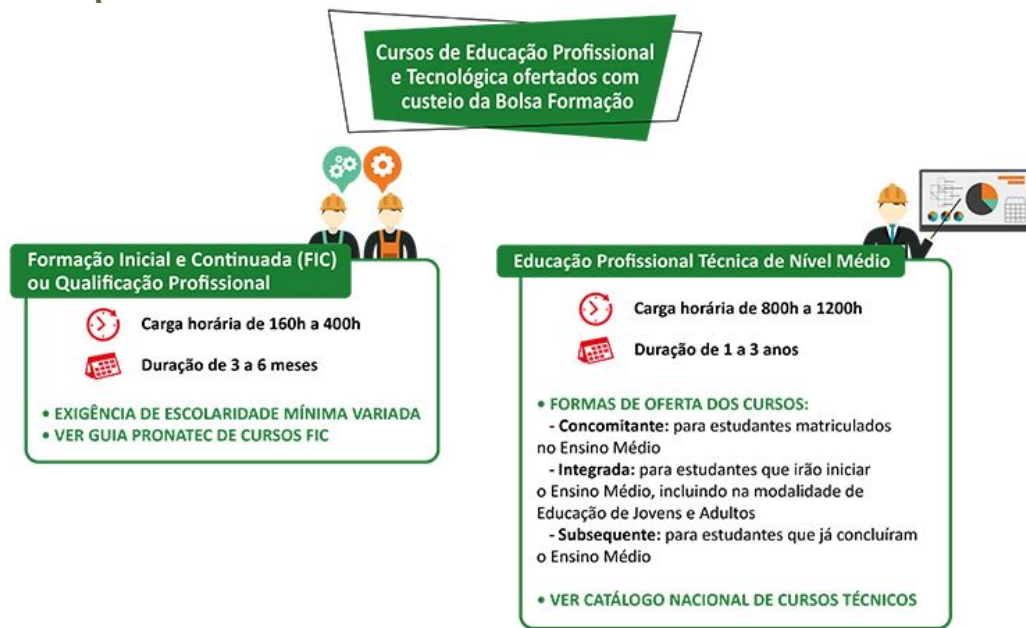 Cursos de Educação Profissional
e Tecnológica ofertados com
custeio da Bolsa Formação
Formação Inicial e Continuada (FIC)
ou Qualificação Profissional
Carga horária de 160h a 400h
Duração de 3 a 6 meses
• EXIGÊNCIA DE ESCOLARIDADE MÍNIMA VARIADA
• VER GUIA PRONATEC DE CURSOS FIC
Educação Profissional Técnica de Nível Médio
Carga horária de 800h a 1200h
Duração de 1 a 3 anos
• FORMAS DE OFERTA DOS CURSOS:
- Concomitante: para estudantes matriculados
no Ensino Médio
- Integrada: para estudantes que irão iniciar
o Ensino Médio, incluindo na modalidade de
Educação de Jovens e Adultos
- Subsequente: para estudantes que já concluíram
o Ensino Médio
• VER CATÁLOGO NACIONAL DE CURSOS TÉCNICOS